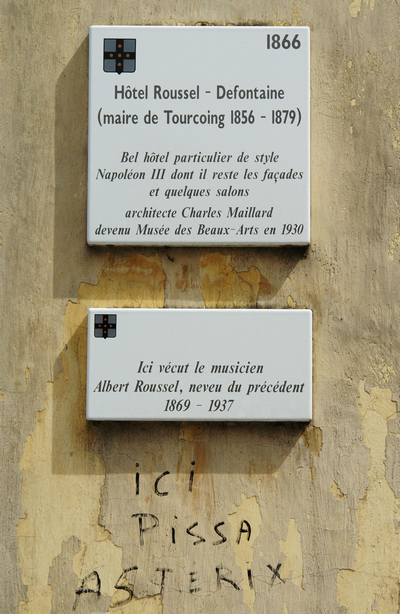 1866
Hôtel Roussel - Defontaine
(maire de Tourcoing 1856 - 1879)
Bel hôtel particulier de style
Napoléon III dont il reste les façades
et quelques salons
architecte Charles Maillard
devenu Musée des Beaux-Arts en 1930
Ici vécut le musicien
Albert Roussel, neveu du précédent
1869 - 1937
ici
PISSA
ASTERIX